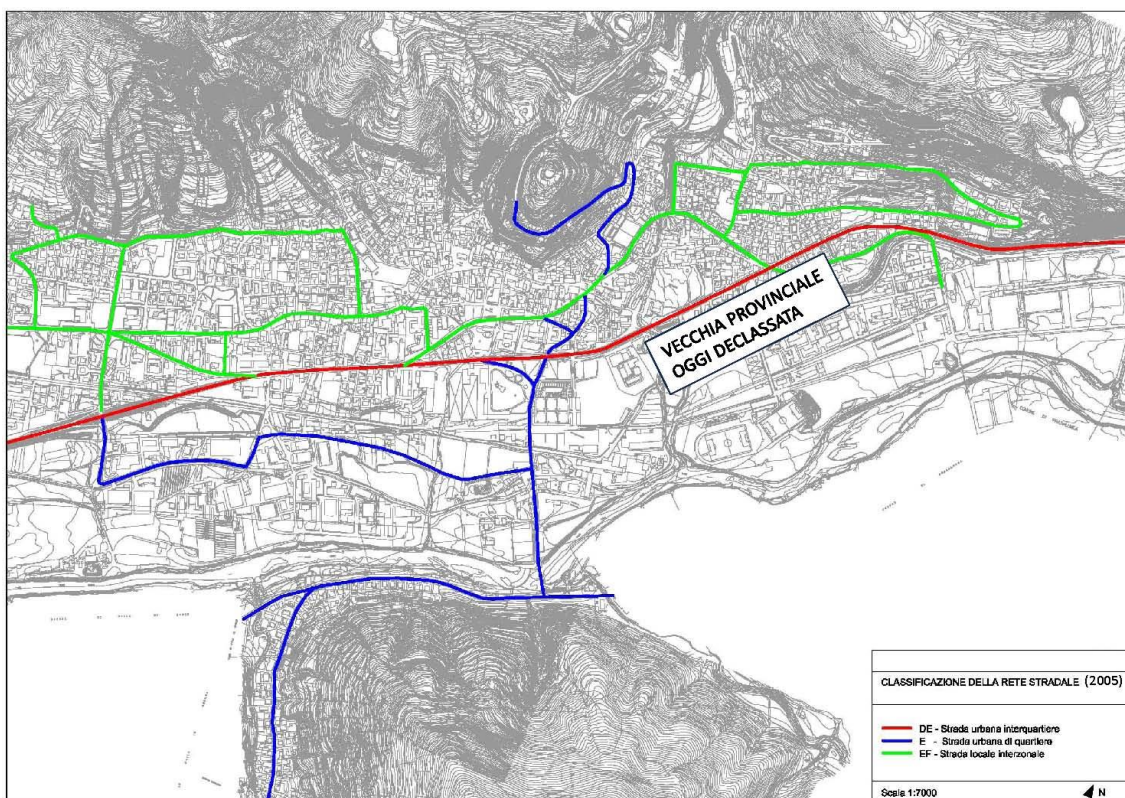 VECCHIA PROVINCIALE
OGGI DECLASSATA
CLASSIFICAZIONE DELLA RETE STRADALE (2005)
DE - Strada urbana interquartiere
E - Strada urbana di quartiere
EF - Strada locale interzonale
Scala 1:7000
N